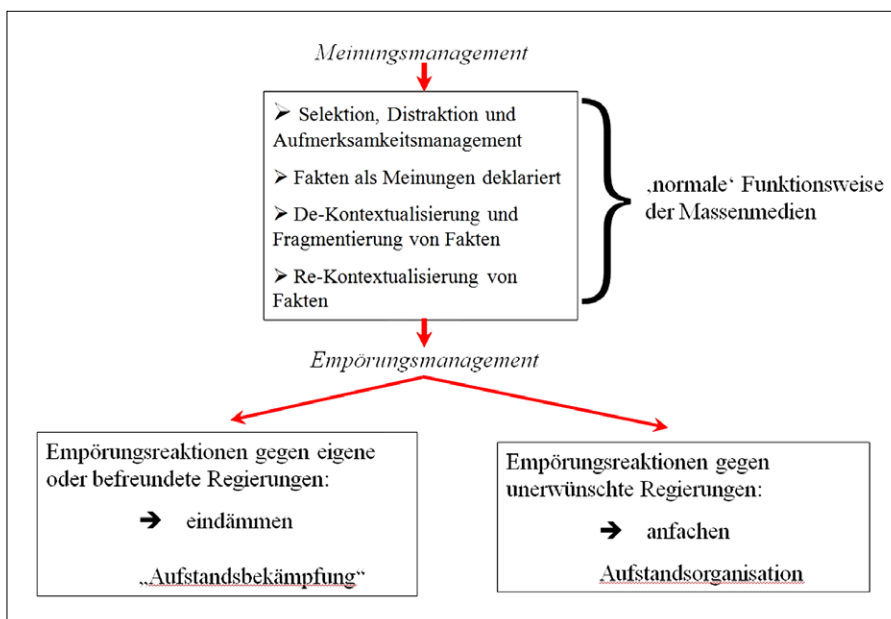 Meinungsmanagement
➢ Selektion, Distraktion und
Aufmerksamkeitsmanagement
➢ Fakten als Meinungen deklariert
➢ De-Kontextualisierung und
Fragmentierung von Fakten
➢ Re-Kontextualisierung von
Fakten
‚normale‘ Funktionsweise
der Massenmedien
Empörungsmanagement
Empörungsreaktionen gegen eigene
oder befreundete Regierungen:
➔ eindämmen
„Aufstandsbekämpfung“
Empörungsreaktionen gegen
unerwünschte Regierungen:
➔ anfachen
Aufstandsorganisation